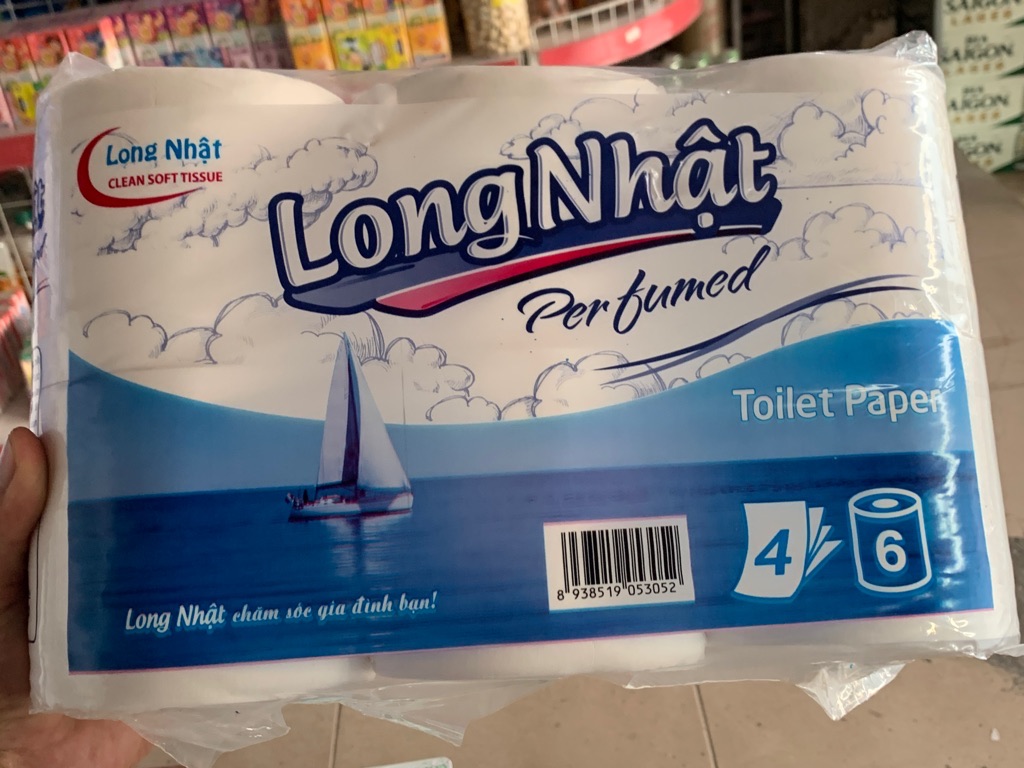 Long Nhật
CLEAN SOFT TISSUE
Long Nhật
Perfumed
Toilet Paper
4
6
8 938519 053052
Long Nhật chăm sóc gia đình bạn!
SAIGON
SAIGON